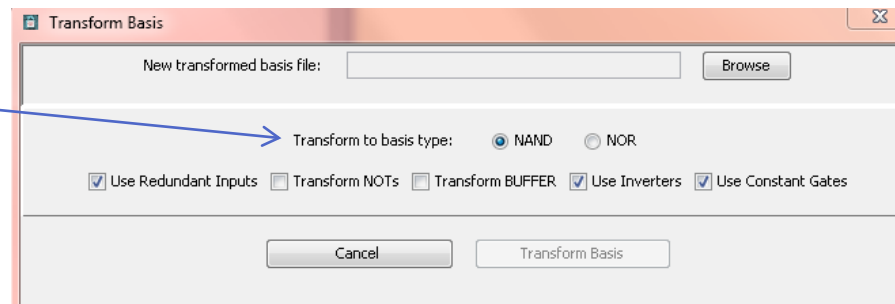 Transform Basis
New transformed basis file: Browse
Transform to basis type: NAND NOR
Use Redundant Inputs Transform NOTs Transform BUFFER Use Inverters Use Constant Gates
Cancel Transform Basis